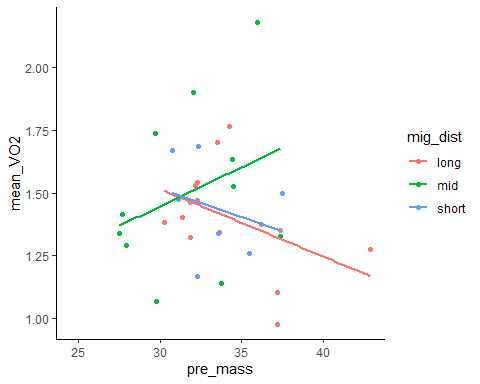 mean_VO2
2.00
1.75
1.50
1.25
1.00
25 30 35 40
pre_mass
mig_dist
long
mid
short